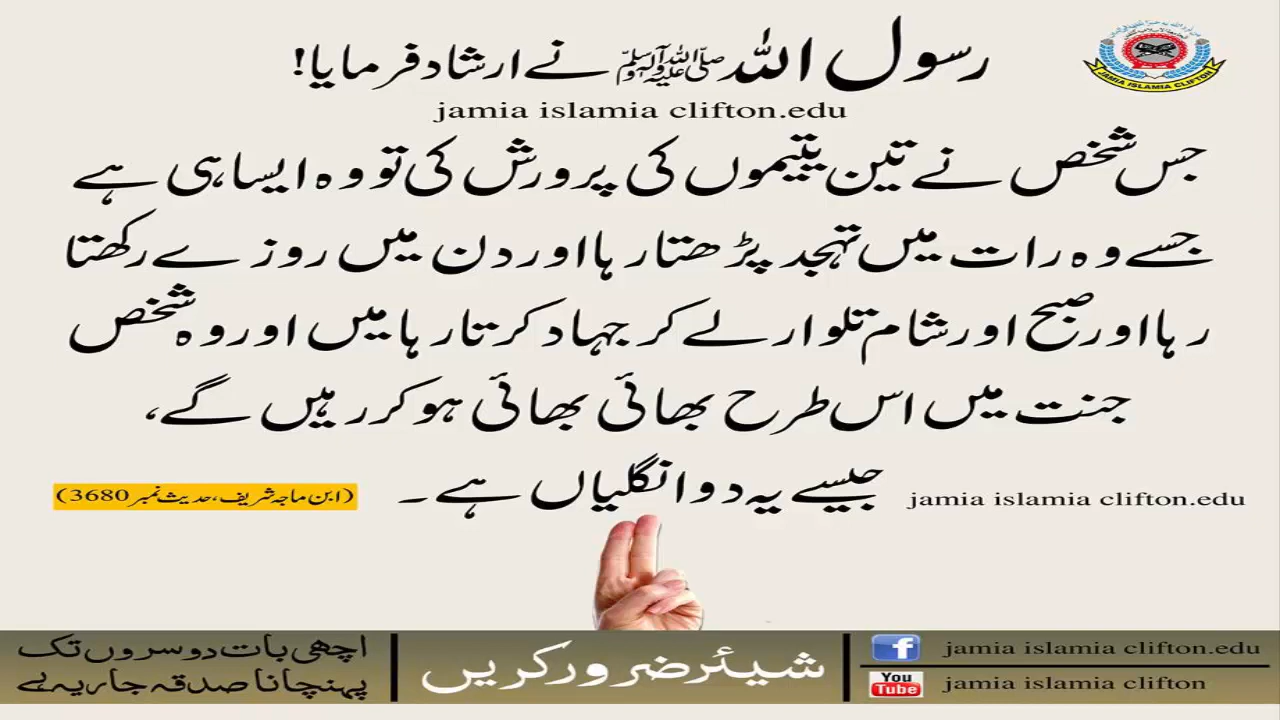 رسول اللہ ﷺ نے ارشاد فرمایا!
JAMIA ISLAMIA CLIFTON
jamia islamia clifton.edu
جس شخص نے تین یتیموں کی پرورش کی تو وہ ایسا ہی ہے
جسے وہ رات میں تہجد پڑھتا رہا اور دن میں روزے رکھتا
رہا اور صبح اور شام تلوار لے کر جہاد کرتا رہا میں اور وہ شخص
جنت میں اس طرح بھائی بھائی ہو کر رہیں گے،
جیسے یہ دو انگلیاں ہے۔
jamia islamia clifton.edu
(ابن ماجہ شریف، حدیث نمبر 3680)
اچھی بات دوسروں تک
پہنچانا صدقہ جاریہ ہے
شیئر ضرور کریں
f jamia islamia clifton.edu
You Tube jamia islamia clifton